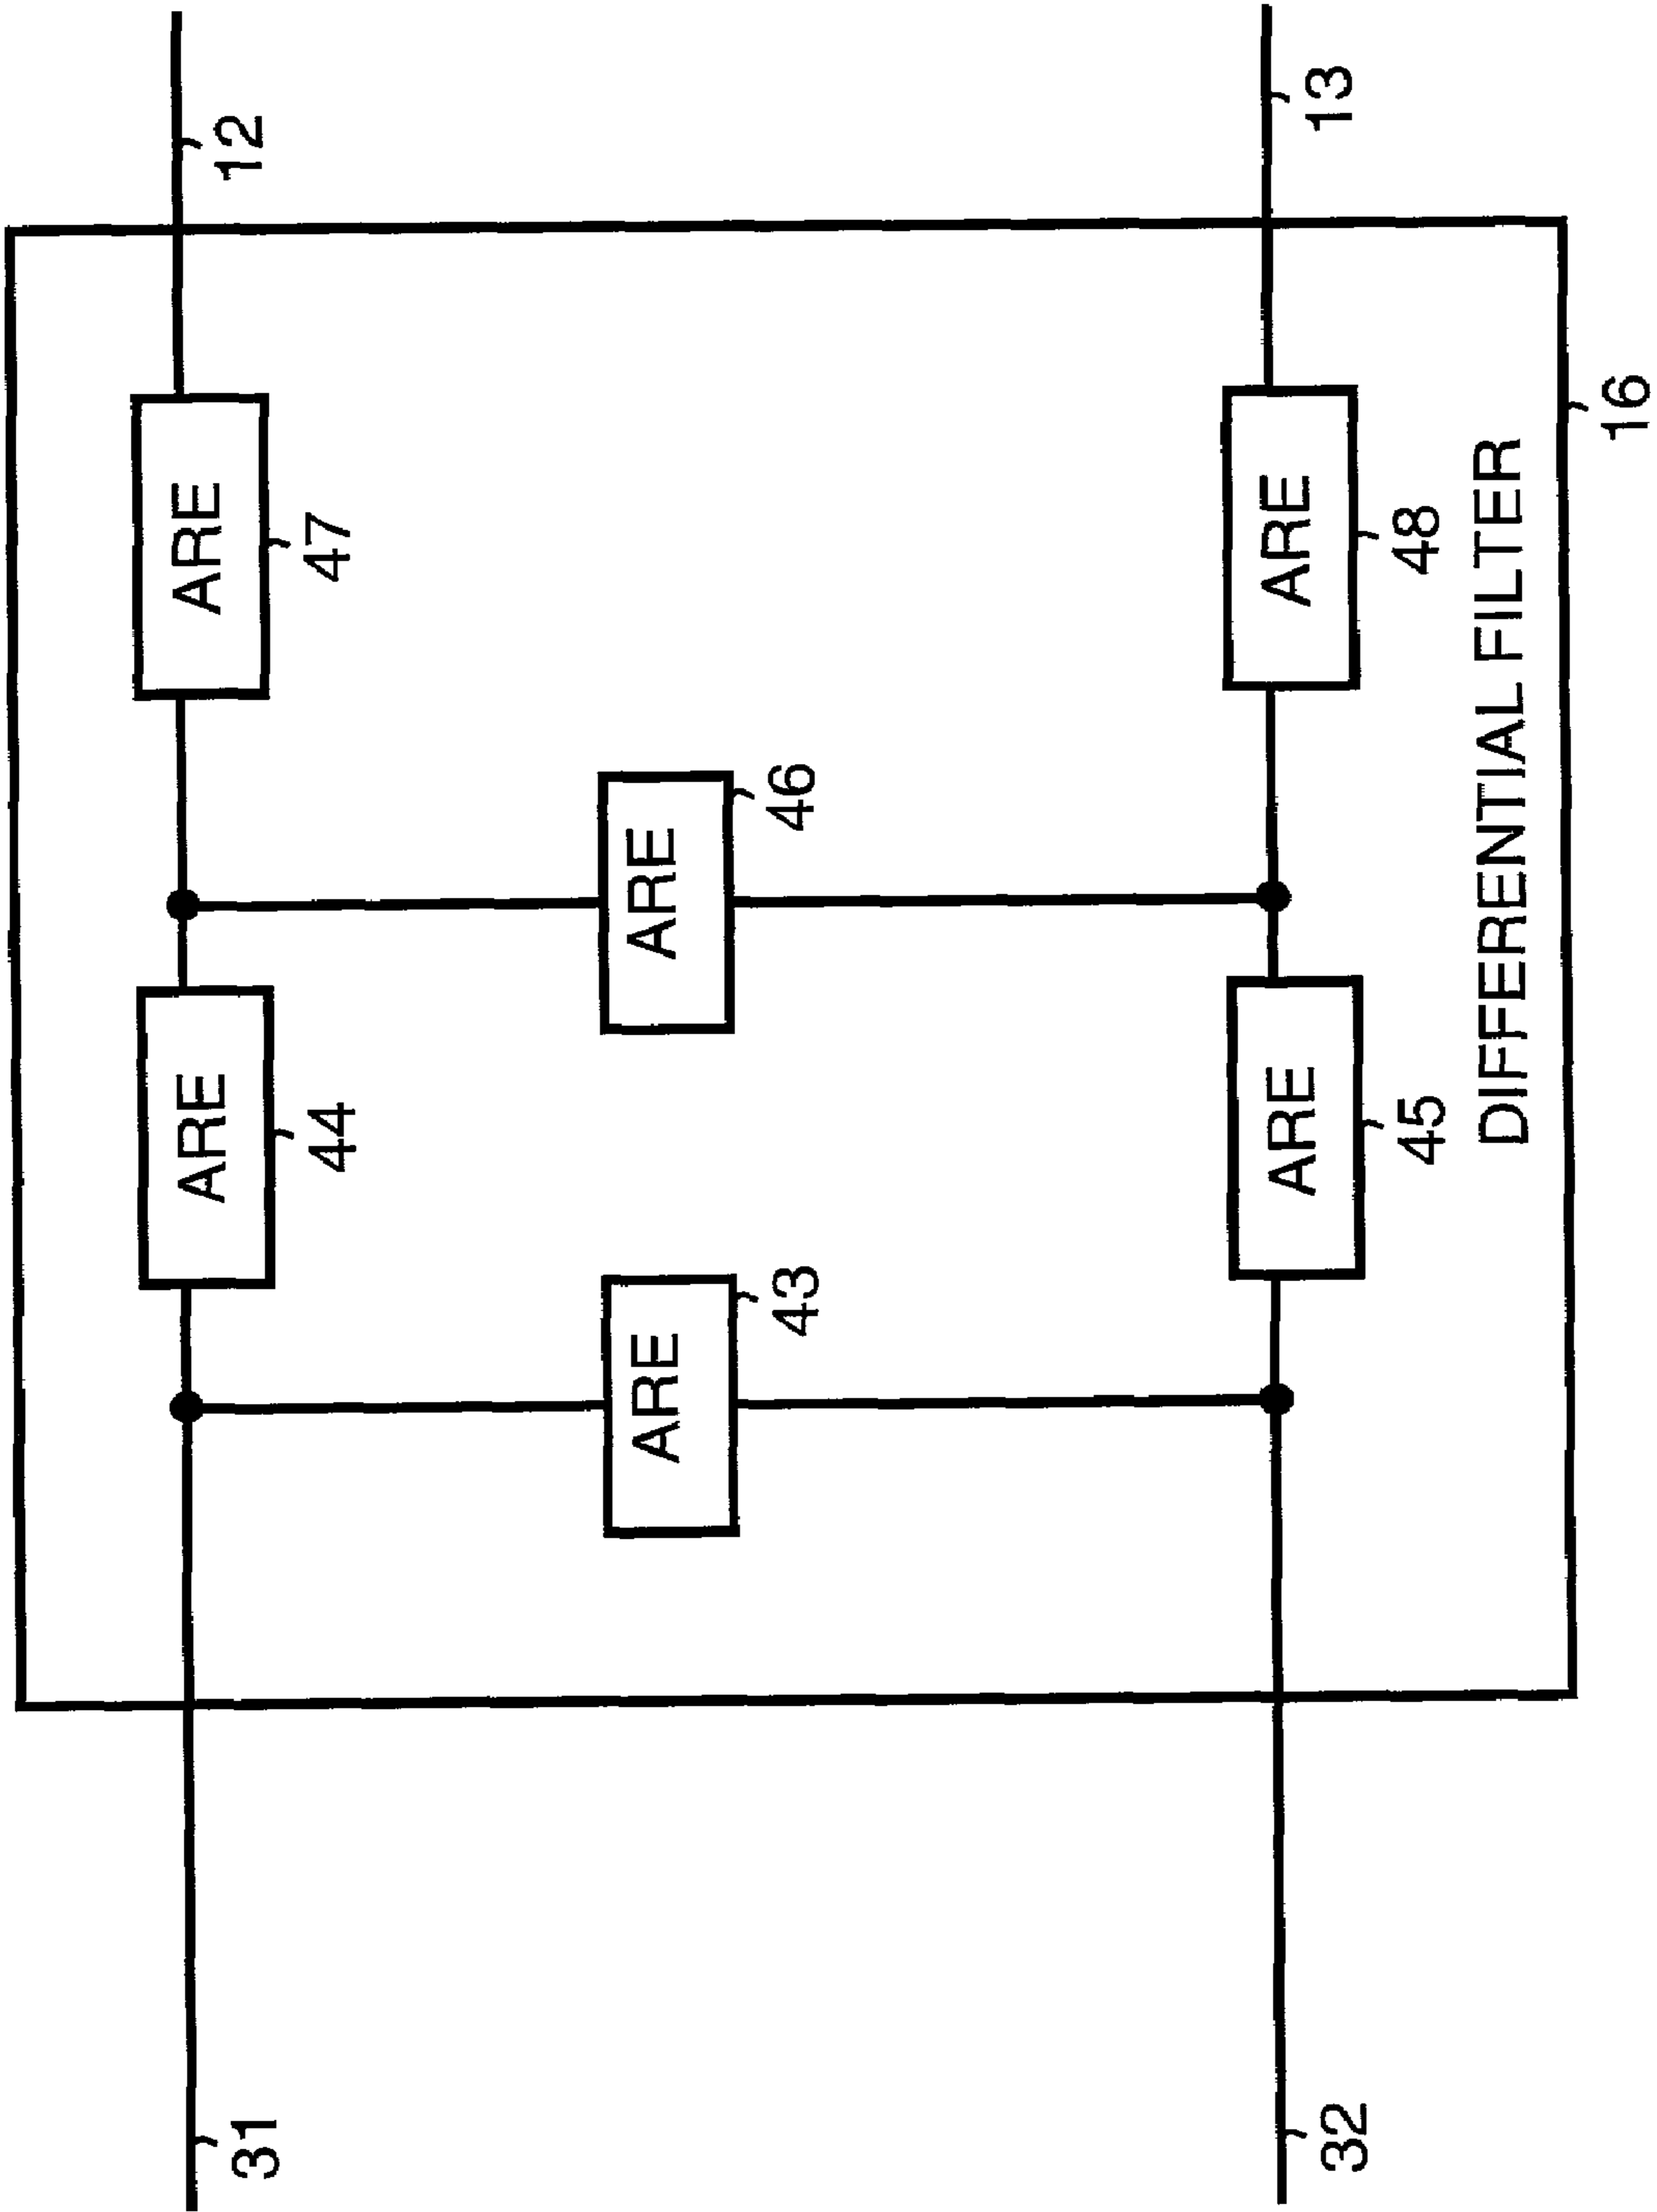 31
12
ARE
44
ARE
47
ARE
43
ARE
46
ARE
45
ARE
48
32
13
DIFFERENTIAL FILTER
16